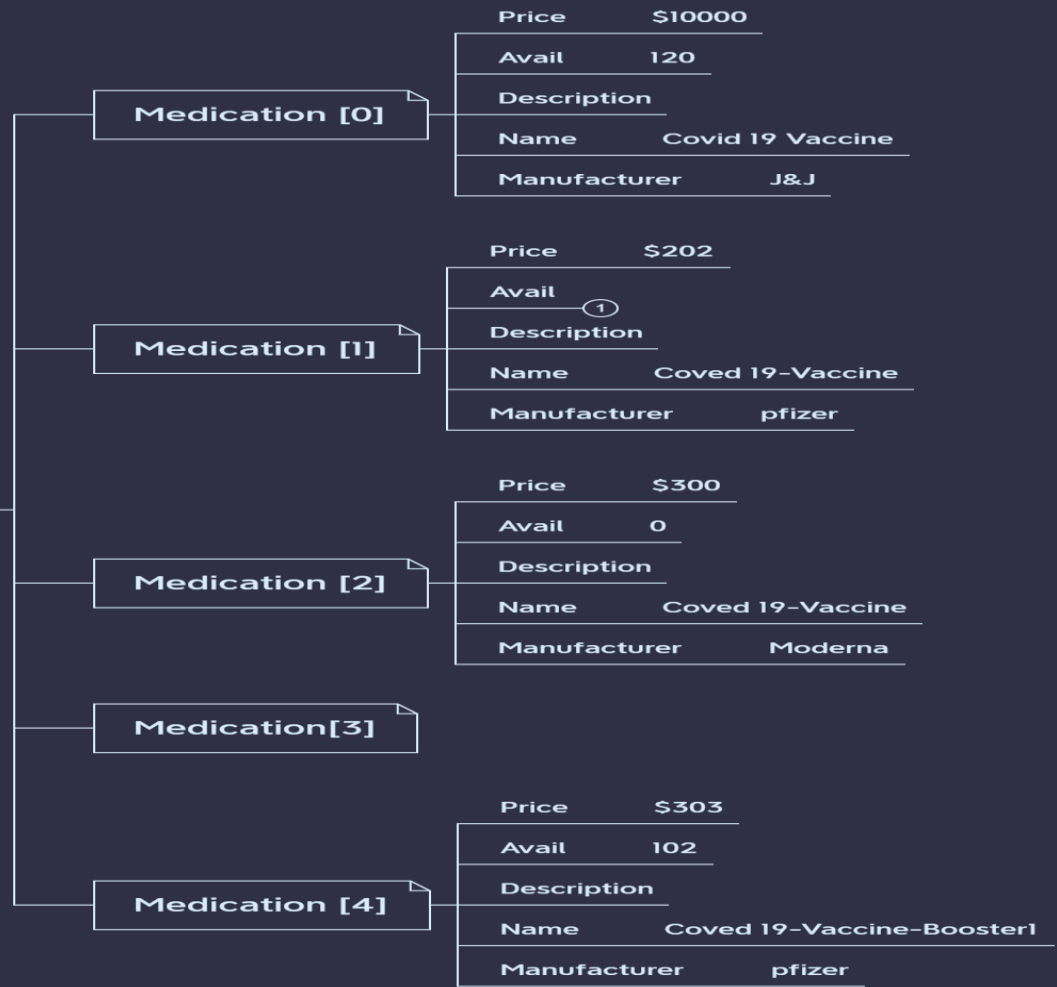 Price $10000
Avail 120
Medication [0]
Description
Name Covid 19 Vaccine
Manufacturer J&J
Price $202
Avail
1
Medication [1]
Description
Name Coved 19-Vaccine
Manufacturer pfizer
Price $300
Avail 0
Medication [2]
Description
Name Coved 19-Vaccine
Manufacturer Moderna
Medication[3]
Price $303
Avail 102
Medication [4]
Description
Name Coved 19-Vaccine-Booster1
Manufacturer pfizer